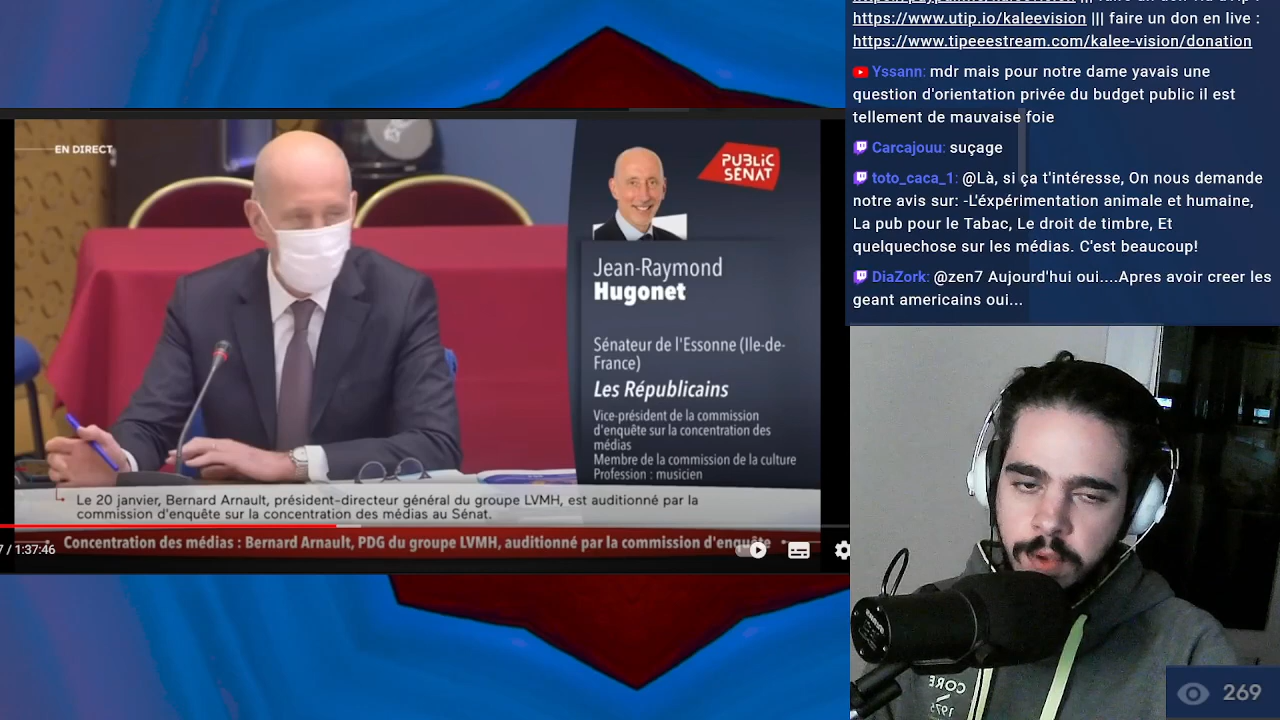 https://www.utip.io/kaleevision ||| faire un don en live :
https://www.tipeeestream.com/kalee-vision/donation
Yssann: mdr mais pour notre dame yavais une
question d'orientation privée du budget public il est
tellement de mauvaise foie
Carcajouu: suçage
toto_caca_1: @Là, si ça t'intéresse, On nous demande
notre avis sur: -L'éxpérimentation animale et humaine,
La pub pour le Tabac, Le droit de timbre, Et
quelquechose sur les médias. C'est beaucoup!
DiaZork: @zen7 Aujourd'hui oui....Apres avoir creer les
geant americains oui...
EN DIRECT
PUBLIC
SÉNAT
Jean-Raymond
Hugonet
Sénateur de l'Essonne (Ile-de-
France)
Les Républicains
Vice-président de la commission
d'enquête sur la concentration des
médias
Membre de la commission de la culture
Profession : musicien
Le 20 janvier, Bernard Arnault, président-directeur général du groupe LVMH, est auditionné par la
commission d'enquête sur la concentration des médias au Sénat.
Concentration des médias : Bernard Arnault, PDG du groupe LVMH, auditionné par la commission d'enquête
7 / 1:37:46
CORE
1975
269